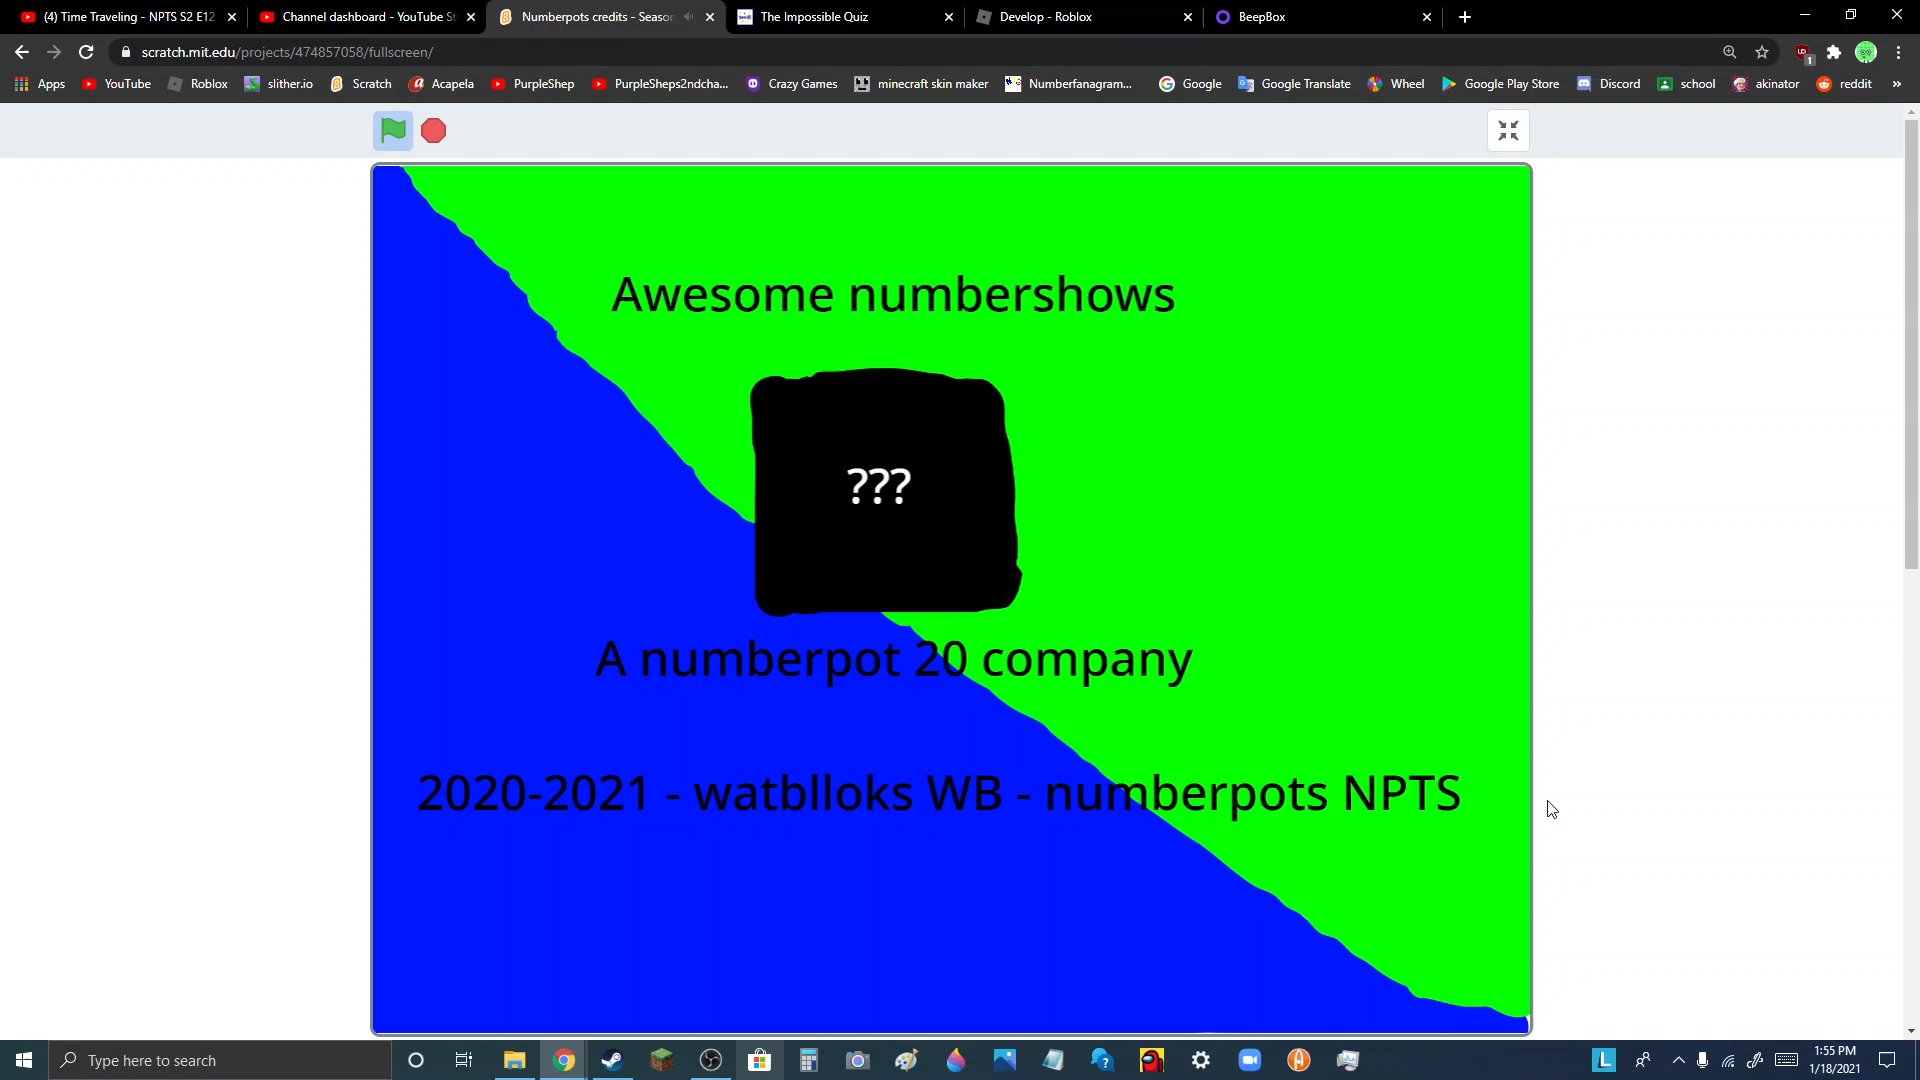 (4) Time Traveling - NPTS S2 E12
Channel dashboard - YouTube St
Numberpots credits - Season
The Impossible Quiz
Develop - Roblox
BeepBox
scratch.mit.edu/projects/474857058/fullscreen/
1
Apps
YouTube
Roblox
slither.io
Scratch
Acapela
PurpleShep
PurpleSheps2ndcha...
Crazy Games
minecraft skin maker
Numberfanagram...
Google
Google Translate
Wheel
Google Play Store
Discord
school
akinator
reddit
»
Awesome numbershows
???
A numberpot 20 company
2020-2021 - watblloks WB - numberpots NPTS
Type here to search
L
1:55 PM
1/18/2021